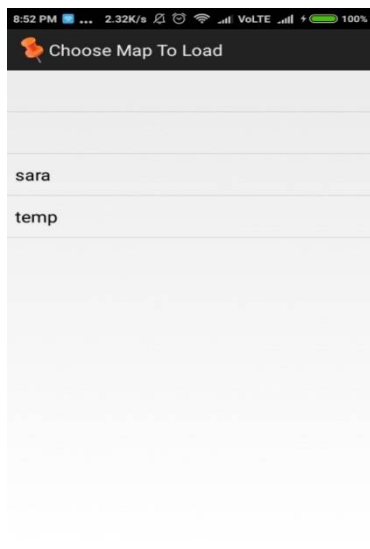 8:52 PM ... 2.32K/s VoLTE 100%
Choose Map To Load
sara
temp